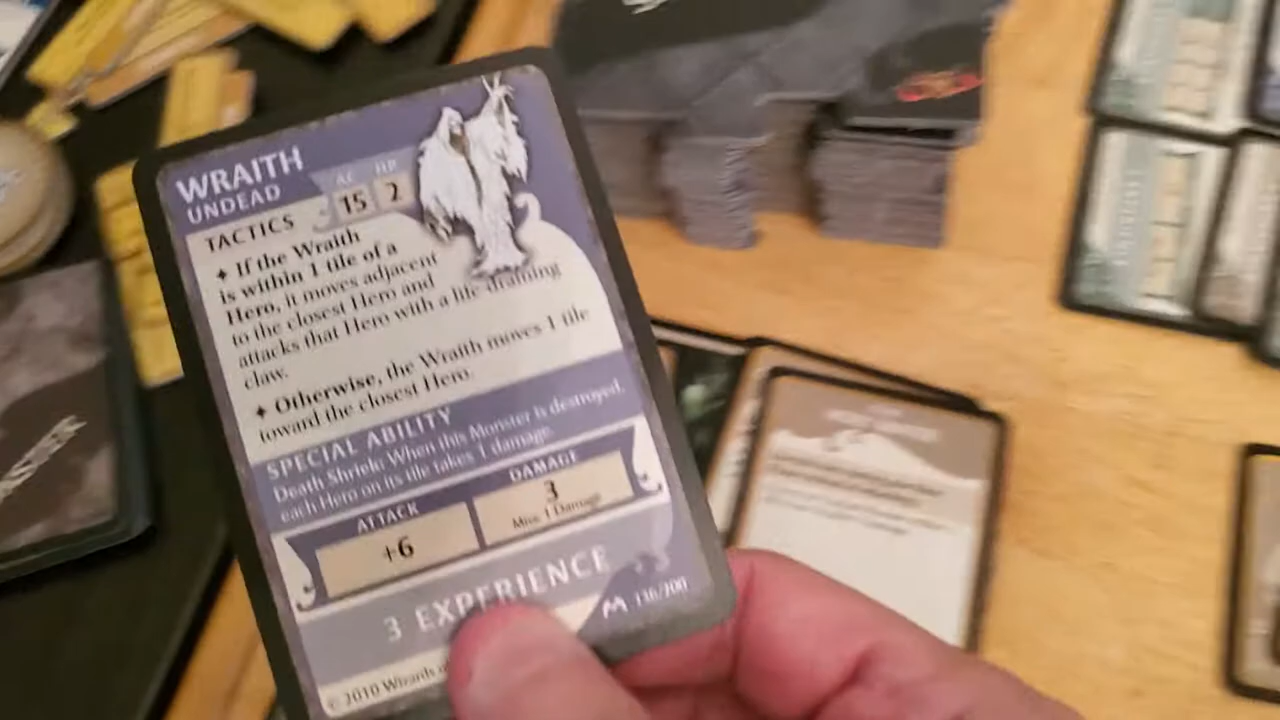 WRAITH
UNDEAD
AC HP
15 2
TACTICS
✦ If the Wraith
is within 1 tile of a
Hero, it moves adjacent
to the closest Hero and
attacks that Hero with a life-draining
claw.
✦ Otherwise, the Wraith moves 1 tile
toward the closest Hero.
SPECIAL ABILITY
Death Shriek: When this Monster is destroyed,
each Hero on its tile takes 1 damage.
ATTACK DAMAGE
+6 3
Miss: 1 Damage
3 EXPERIENCE
136/200
© 2010 Wizards